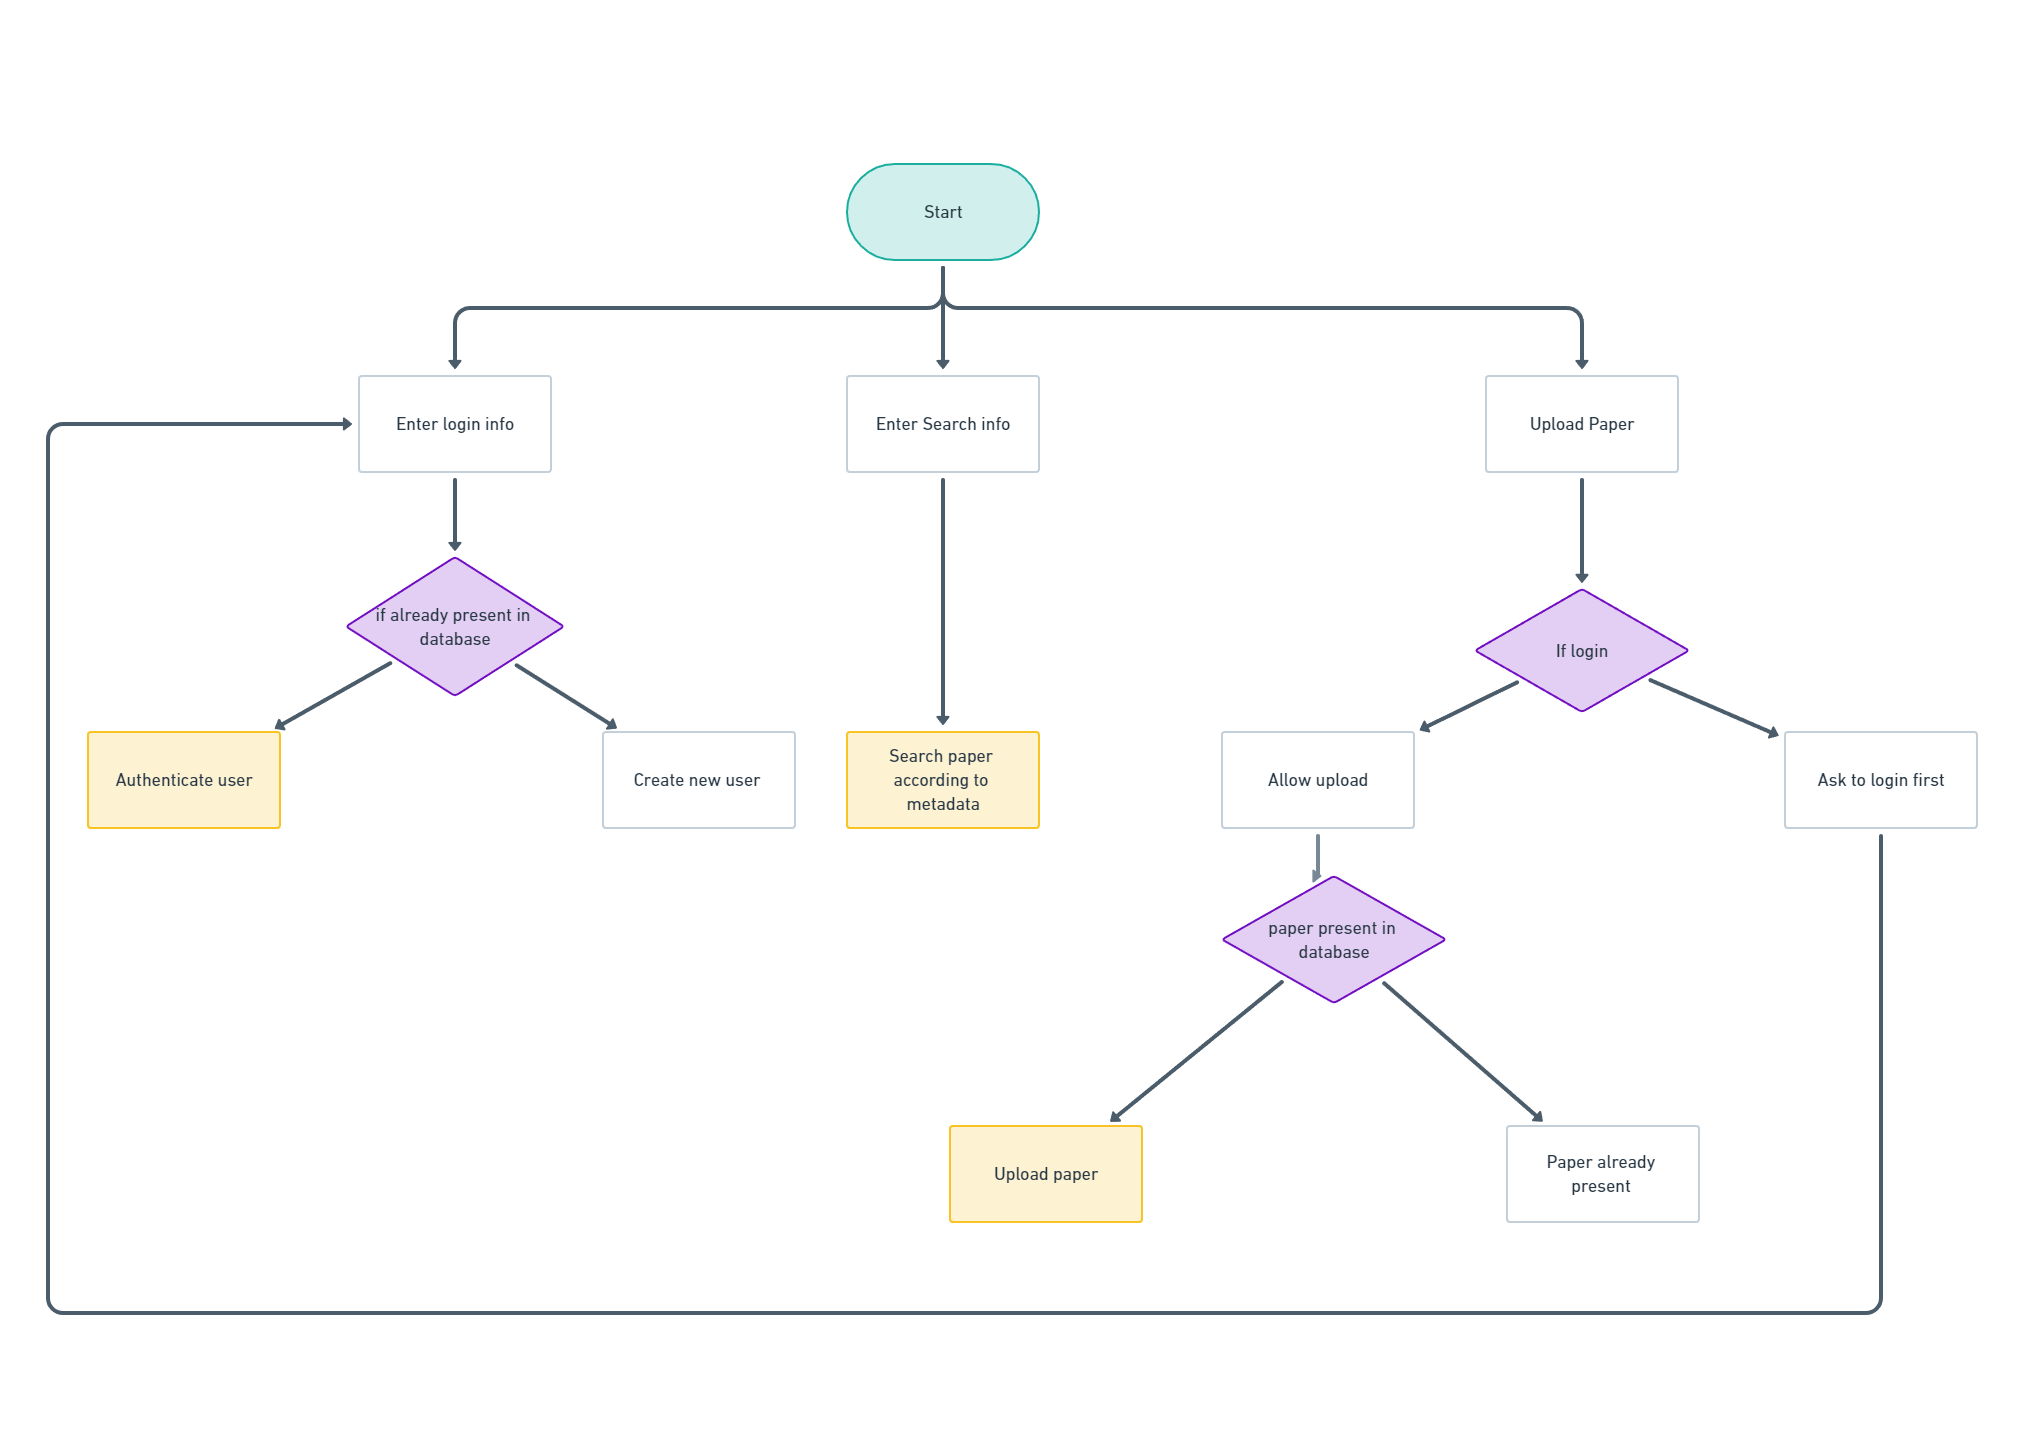 Start
Enter login info
Enter Search info
Upload Paper
if already present in
database
If login
Authenticate user
Create new user
Search paper
according to
metadata
Allow upload
Ask to login first
paper present in
database
Upload paper
Paper already
present